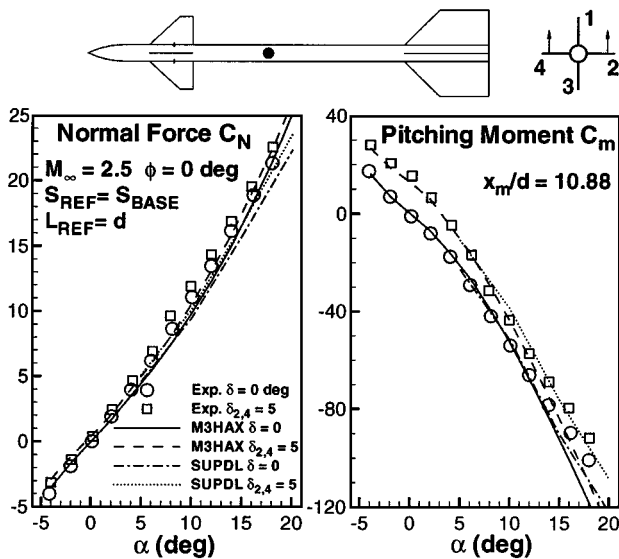 1
4 2
3
Normal Force C_N
M_∞ = 2.5 φ = 0 deg
S_REF = S_BASE
L_REF = d
25
20
15
10
5
0
-5
Exp. δ = 0 deg
Exp. δ_2,4 = 5
M3HAX δ = 0
M3HAX δ_2,4 = 5
SUPDL δ = 0
SUPDL δ_2,4 = 5
-5 0 5 10 15 20
α (deg)
Pitching Moment C_m
x_m/d = 10.88
40
0
-40
-80
-120
-5 0 5 10 15 20
α (deg)